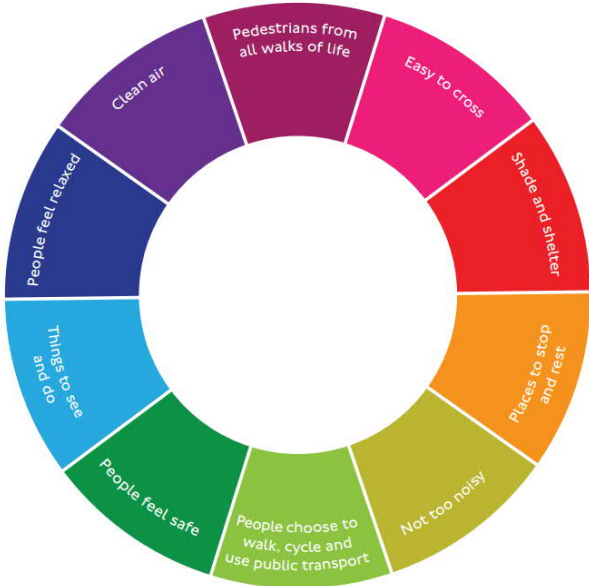 Pedestrians from
all walks of life
Easy to cross
Shade and shelter
Places to stop
and rest
Not too noisy
People choose to
walk, cycle and
use public transport
People feel safe
Things to see
and do
People feel relaxed
Clean air